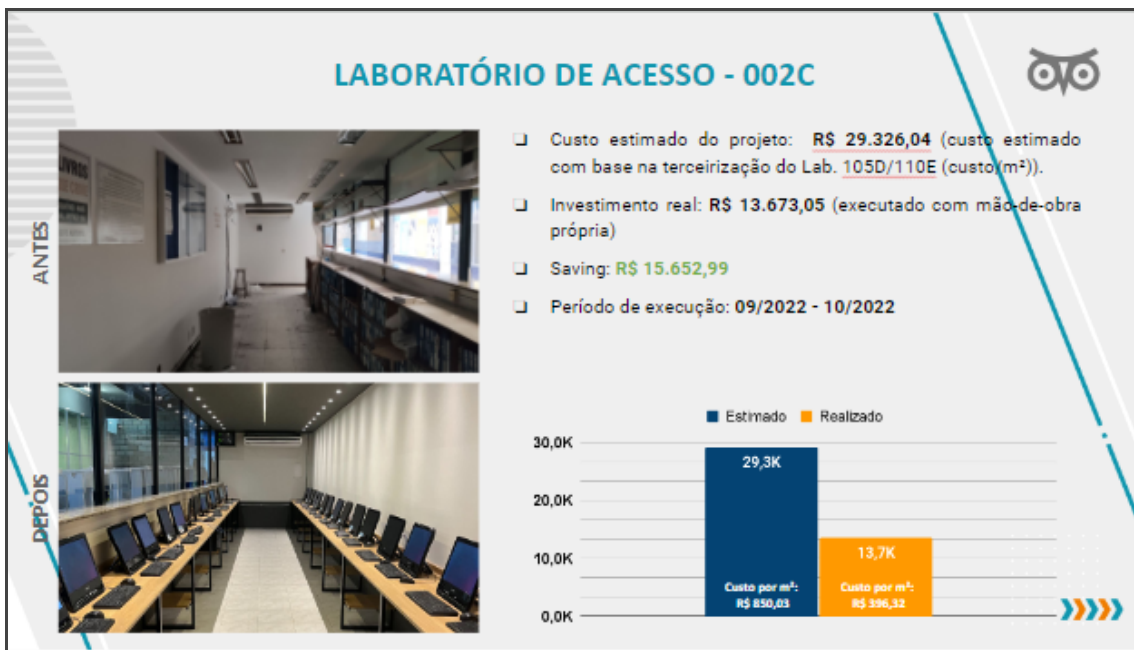 LABORATÓRIO DE ACESSO - 002C
ANTES
LIVROS
❑ Custo estimado do projeto: R$ 29.326,04 (custo estimado
com base na terceirização do Lab. 105D/110E (custo/m²)).
❑ Investimento real: R$ 13.673,05 (executado com mão-de-obra
própria)
❑ Saving: R$ 15.652,99
❑ Período de execução: 09/2022 - 10/2022
DEPOIS
Estimado Realizado
30,0K
20,0K
10,0K
0,0K
29,3K
Custo por m²:
R$ 850,03
13,7K
Custo por m²:
R$ 396,32